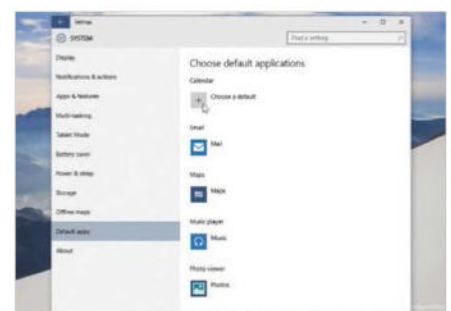 Settings
SYSTEM
Find a setting
Display
Notifications & actions
Apps & features
Multi-tasking
Tablet Mode
Battery saver
Power & sleep
Storage
Offline maps
Default apps
About
Choose default applications
Calendar
Choose a default
Email
Mail
Maps
Maps
Music player
Music
Photo viewer
Photos